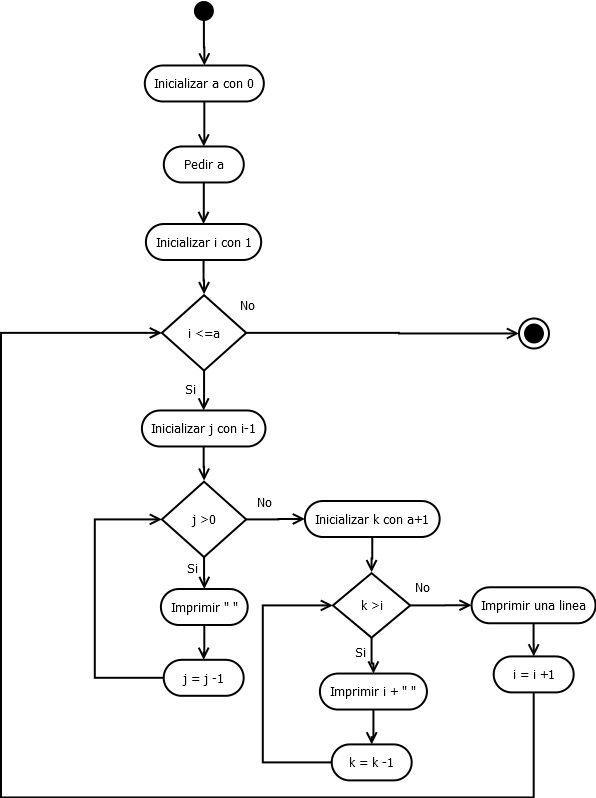 Inicializar a con 0
Pedir a
Inicializar i con 1
i <=a
No
Si
Inicializar j con i-1
j >0
No
Si
Imprimir " "
j = j -1
Inicializar k con a+1
k >i
No
Si
Imprimir i + " "
k = k -1
Imprimir una linea
i = i +1